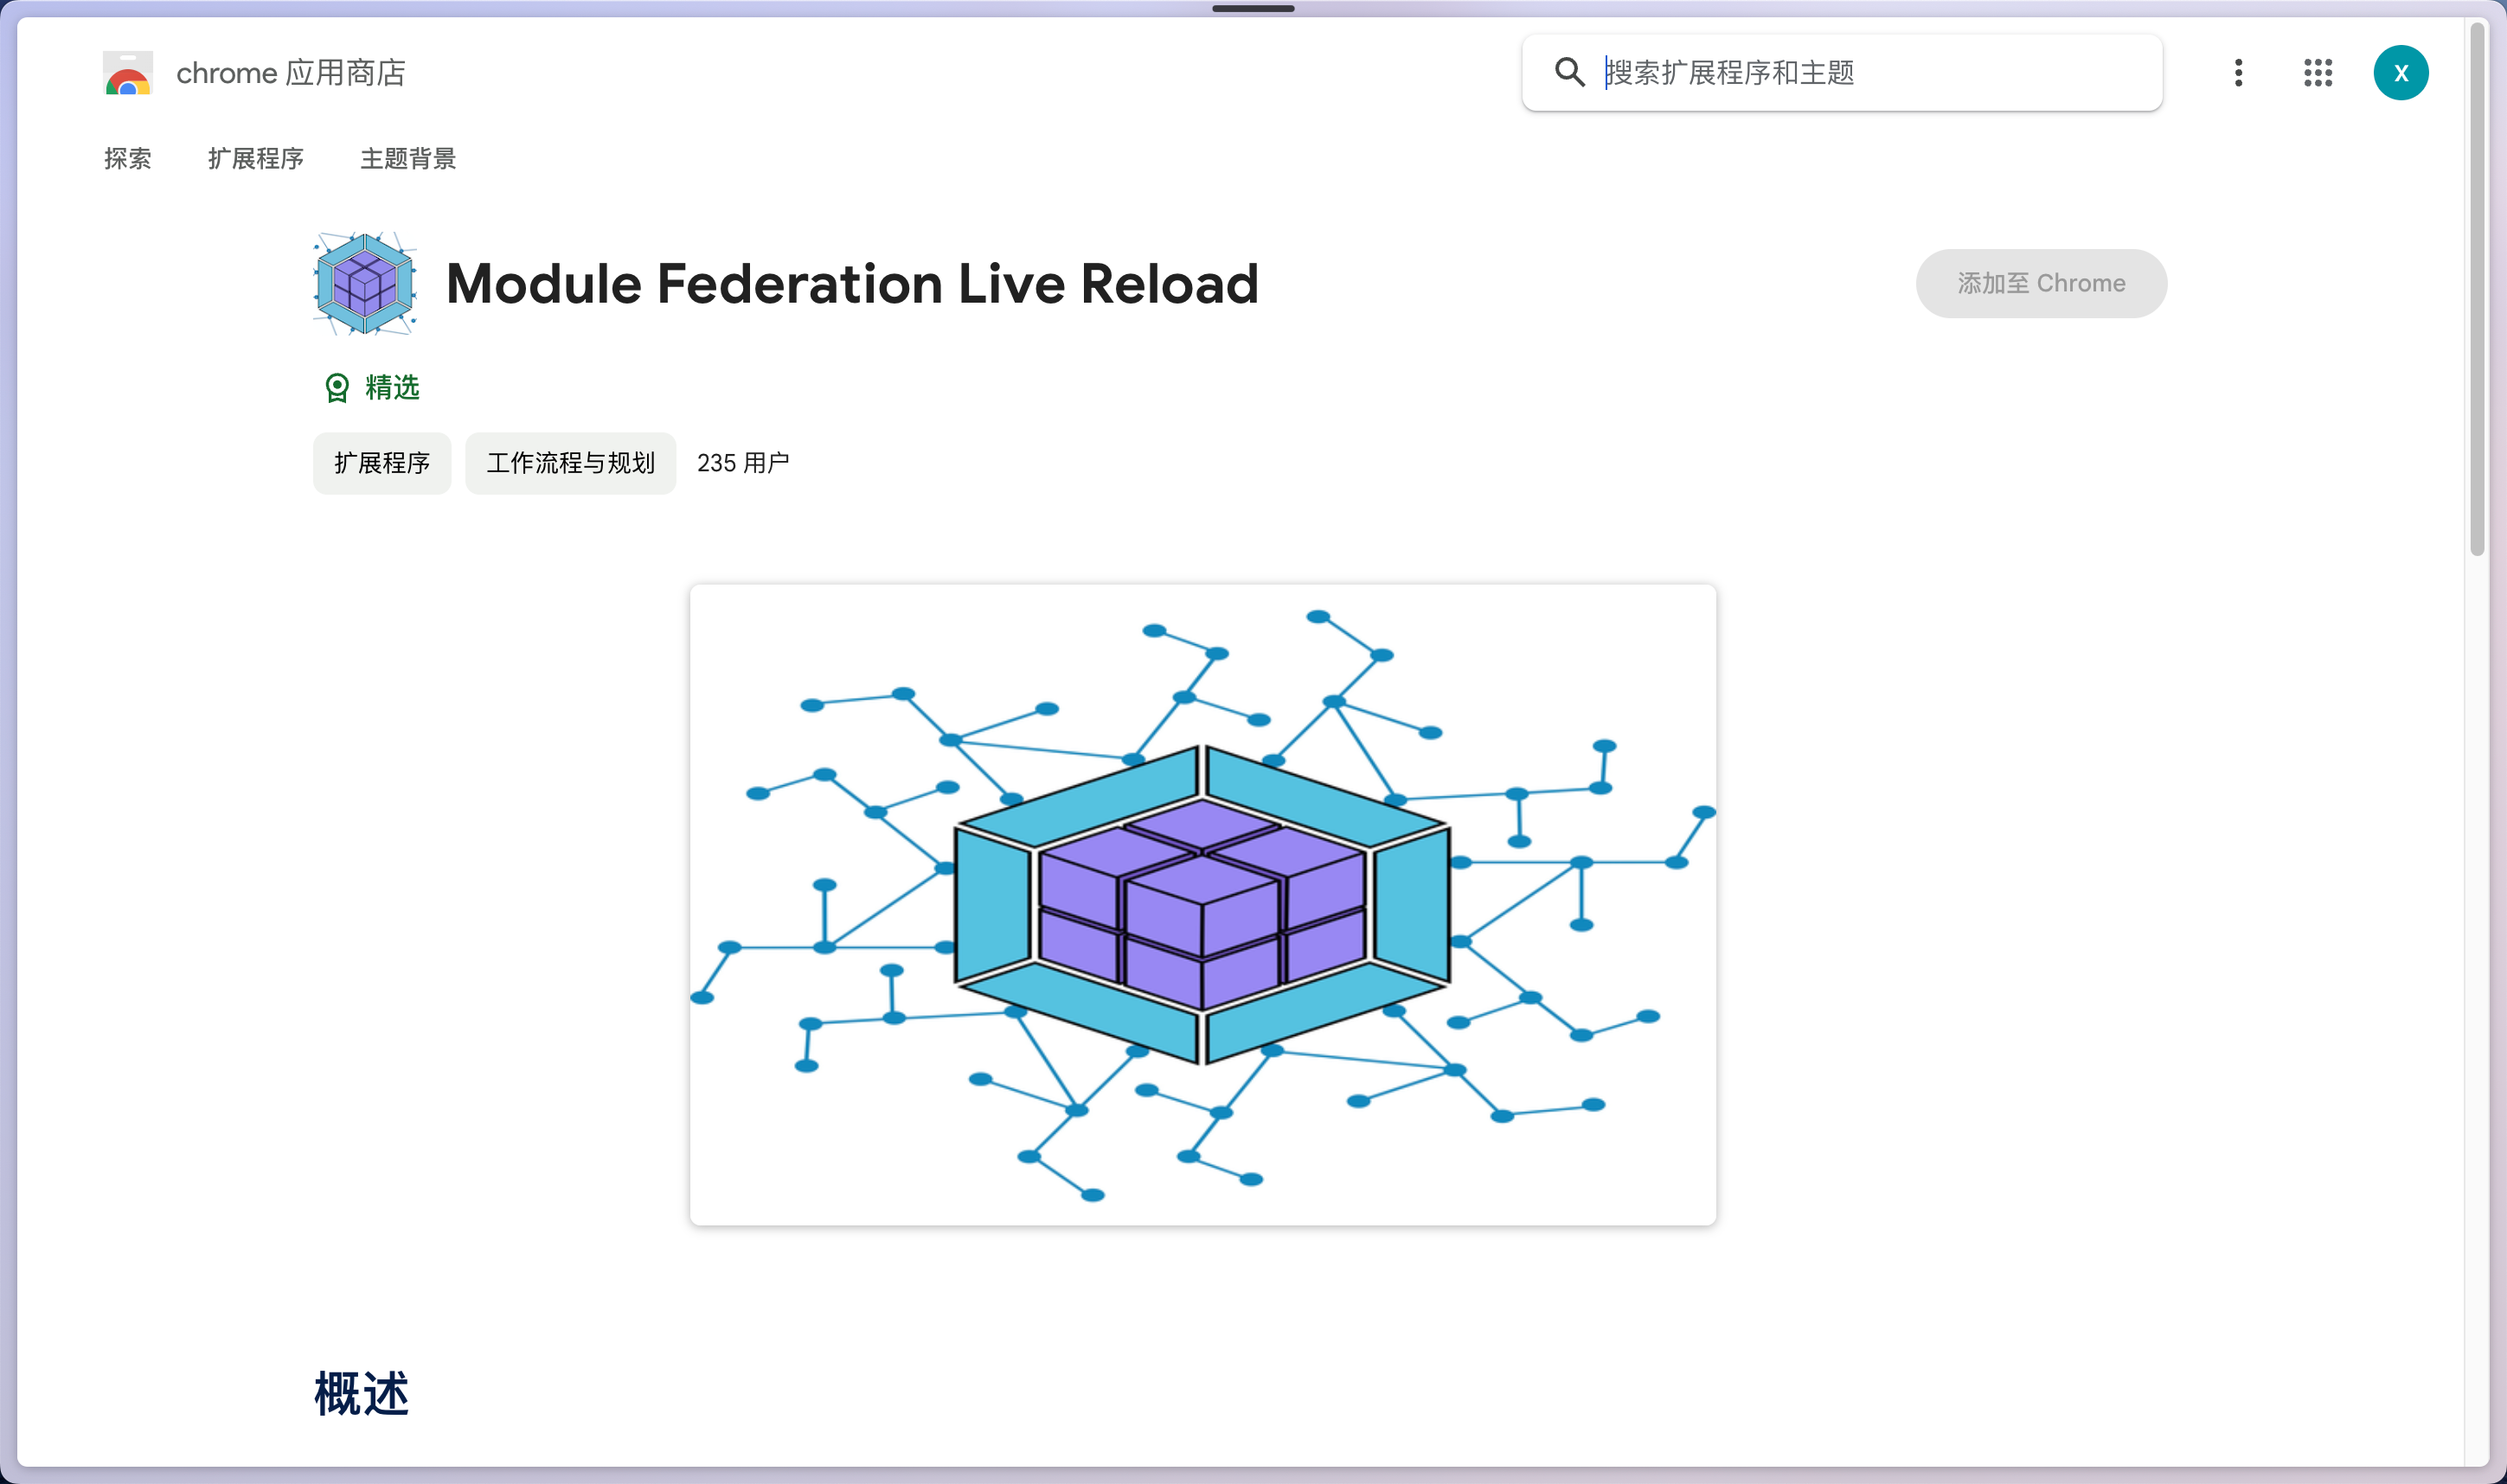 chrome 应用商店
搜索扩展程序和主题
X
探索
扩展程序
主题背景
Module Federation Live Reload
添加至 Chrome
精选
扩展程序
工作流程与规划
235 用户
概述